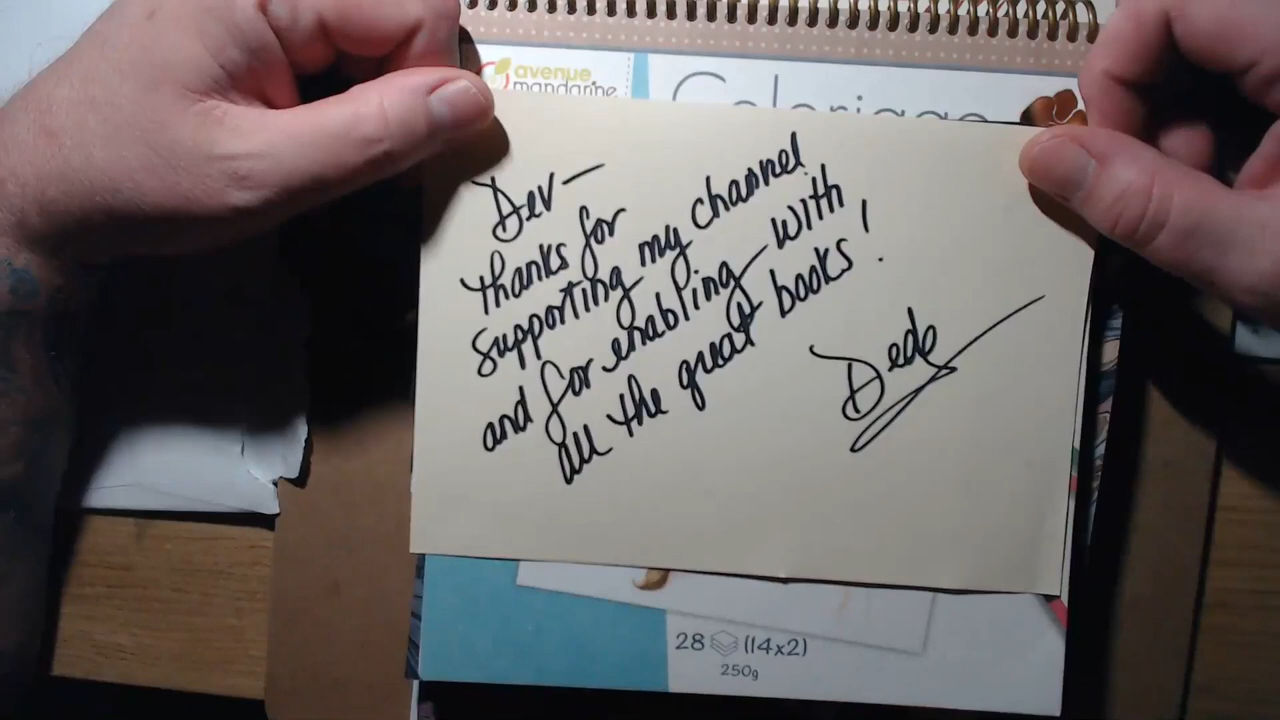 avenue
mandarine
Coloriage
Dev—
thanks for
supporting my channel
and for enabling with
all the great books!
Dede
28 (14x2)
250g